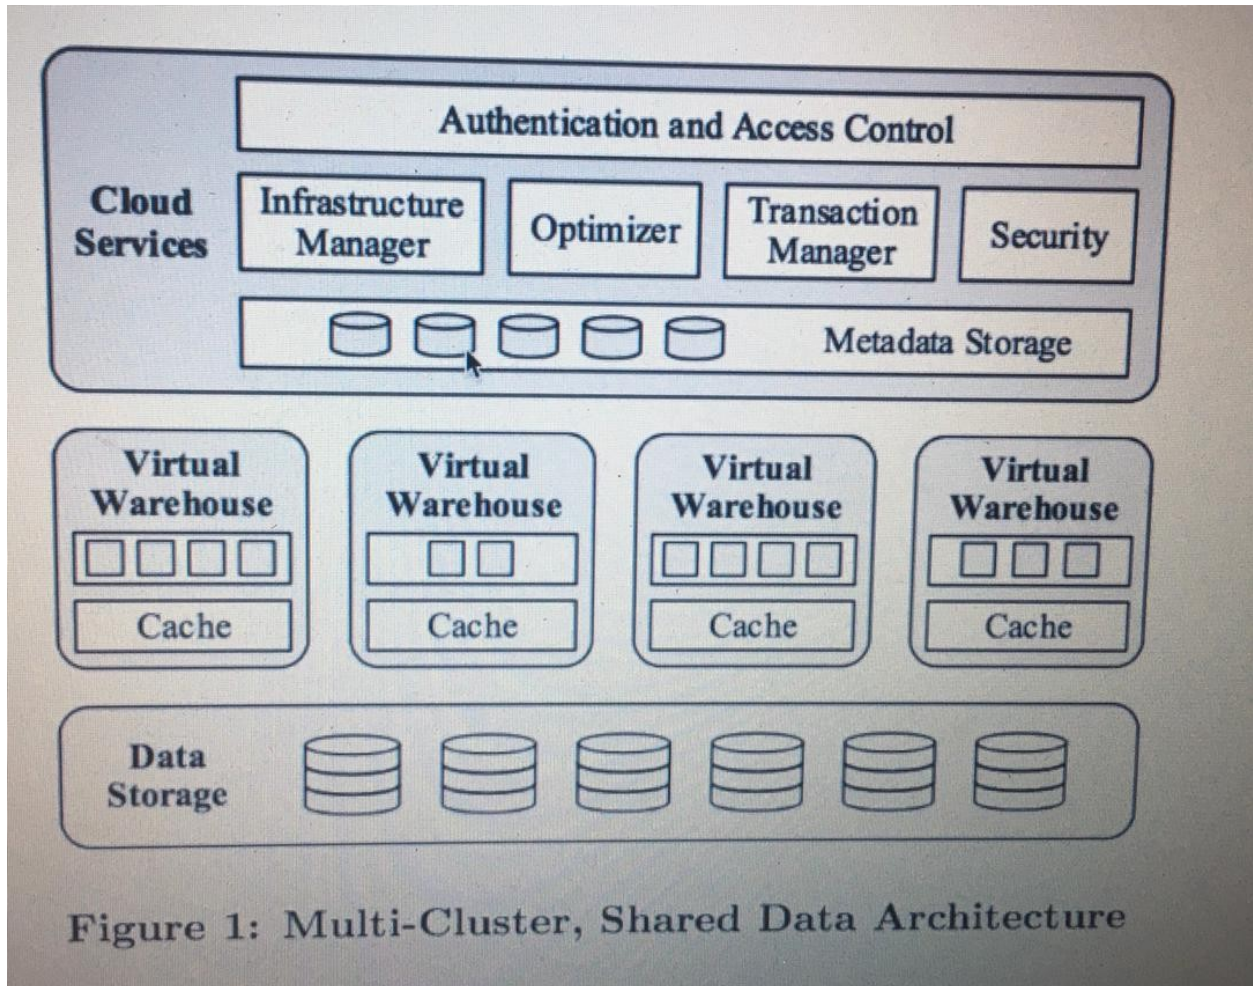 Authentication and Access Control
Cloud
Services
Infrastructure
Manager
Optimizer
Transaction
Manager
Security
Metadata Storage
Virtual
Warehouse
Cache
Virtual
Warehouse
Cache
Virtual
Warehouse
Cache
Virtual
Warehouse
Cache
Data
Storage
Figure 1: Multi-Cluster, Shared Data Architecture